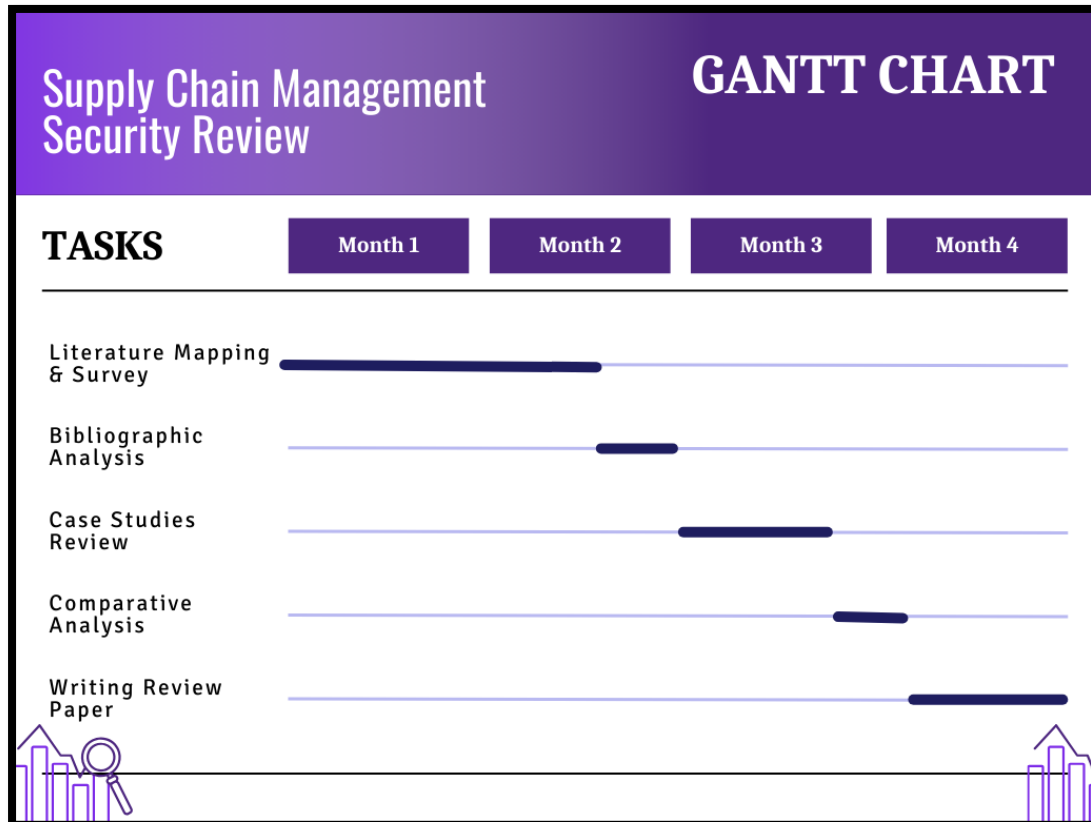 Supply Chain Management
Security Review
GANTT CHART
TASKS
Month 1
Month 2
Month 3
Month 4
Literature Mapping
& Survey
Bibliographic
Analysis
Case Studies
Review
Comparative
Analysis
Writing Review
Paper